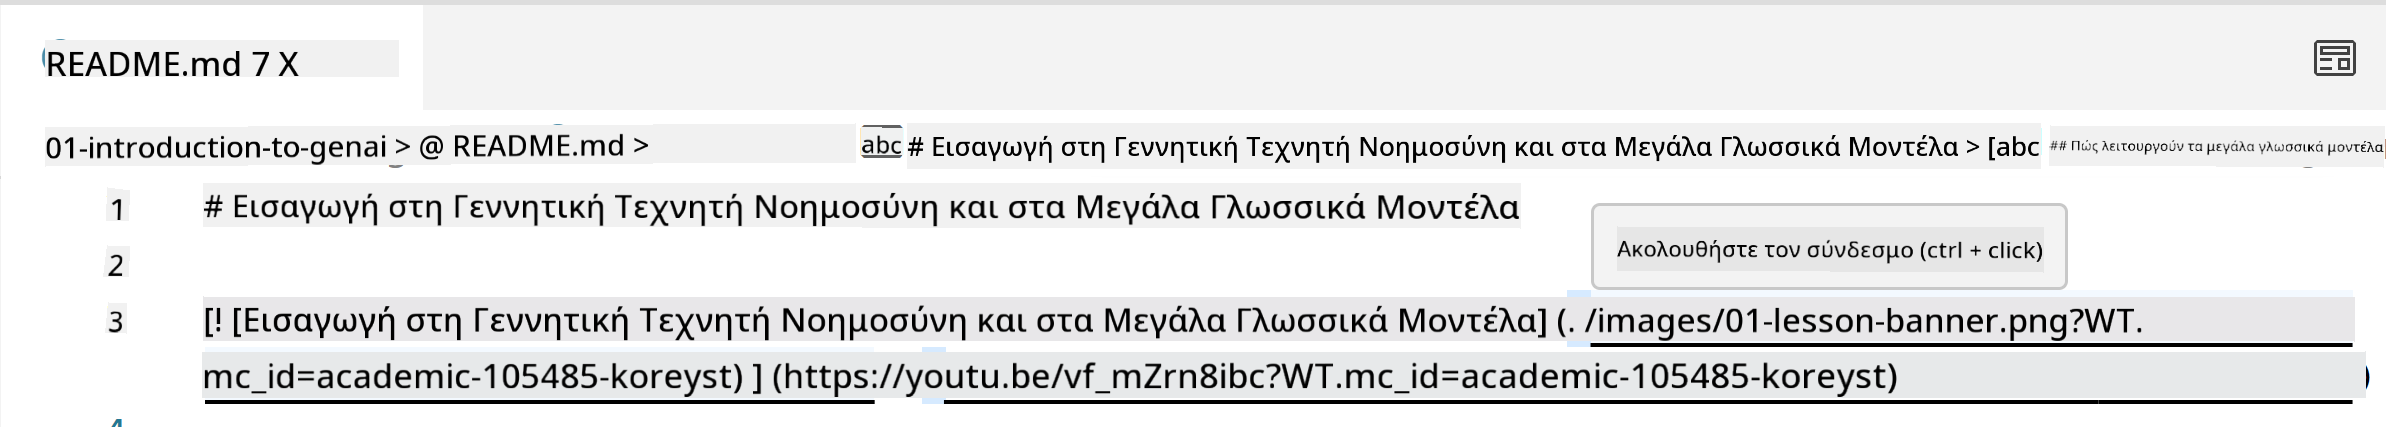 README.md 7 X
01-introduction-to-genai > @ README.md > abc # Εισαγωγή στη Γεννητική Τεχνητή Νοημοσύνη και στα Μεγάλα Γλωσσικά Μοντέλα > [abc ## Πώς λειτουργούν τα μεγάλα γλωσσικά μοντέλα
1 # Εισαγωγή στη Γεννητική Τεχνητή Νοημοσύνη και στα Μεγάλα Γλωσσικά Μοντέλα
Ακολουθήστε τον σύνδεσμο (ctrl + click)
2
3 [! [Εισαγωγή στη Γεννητική Τεχνητή Νοημοσύνη και στα Μεγάλα Γλωσσικά Μοντέλα] (. /images/01-lesson-banner.png?WT.
mc_id=academic-105485-koreyst) ] (https://youtu.be/vf_mZrn8ibc?WT.mc_id=academic-105485-koreyst)